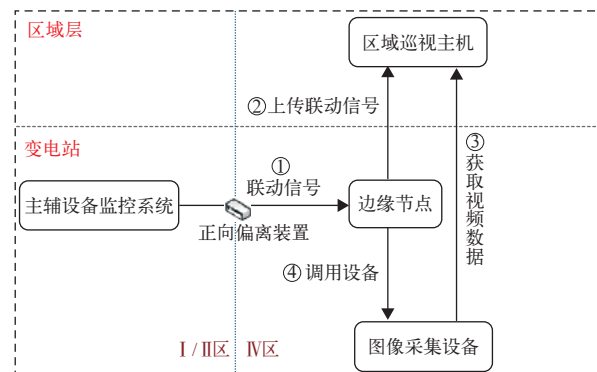 区域层
区域巡视主机
②上传联动信号
变电站
①
联动信号
③获取视频数据
主辅设备监控系统
边缘节点
正向偏离装置
④调用设备
Ⅰ/Ⅱ区
Ⅳ区
图像采集设备